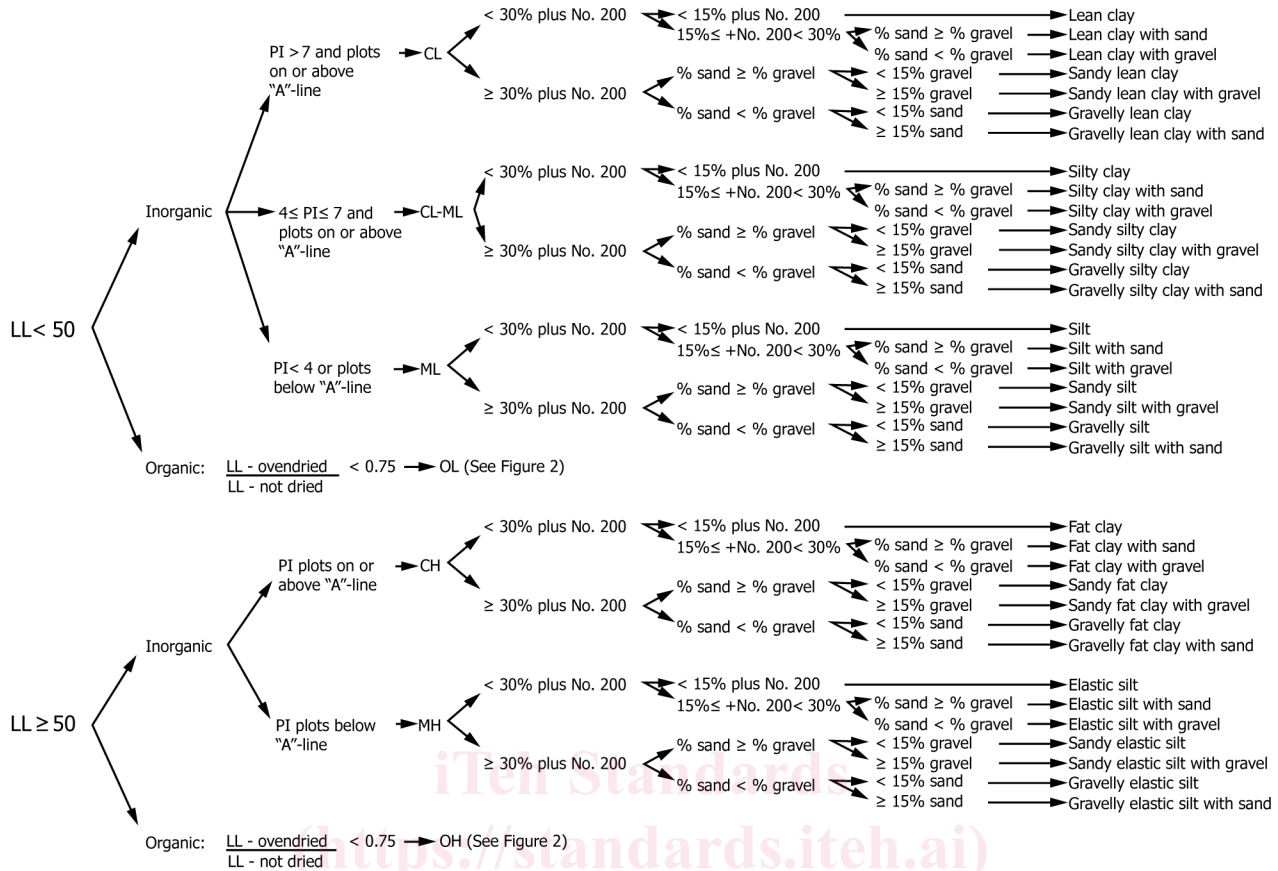 < 30% plus No. 200 < 15% plus No. 200 Lean clay
PI >7 and plots on or above "A"-line CL 15%≤ +No. 200< 30% % sand ≥ % gravel Lean clay with sand
% sand < % gravel Lean clay with gravel
≥ 30% plus No. 200 % sand ≥ % gravel < 15% gravel Sandy lean clay
≥ 15% gravel Sandy lean clay with gravel
% sand < % gravel < 15% sand Gravelly lean clay
≥ 15% sand Gravelly lean clay with sand
Inorganic
4≤ PI≤ 7 and plots on or above "A"-line CL-ML
< 30% plus No. 200 < 15% plus No. 200 Silty clay
15%≤ +No. 200< 30% % sand ≥ % gravel Silty clay with sand
% sand < % gravel Silty clay with gravel
≥ 30% plus No. 200 % sand ≥ % gravel < 15% gravel Sandy silty clay
≥ 15% gravel Sandy silty clay with gravel
% sand < % gravel < 15% sand Gravelly silty clay
≥ 15% sand Gravelly silty clay with sand
LL< 50
PI< 4 or plots below "A"-line ML
< 30% plus No. 200 < 15% plus No. 200 Silt
15%≤ +No. 200< 30% % sand ≥ % gravel Silt with sand
% sand < % gravel Silt with gravel
≥ 30% plus No. 200 % sand ≥ % gravel < 15% gravel Sandy silt
≥ 15% gravel Sandy silt with gravel
% sand < % gravel < 15% sand Gravelly silt
≥ 15% sand Gravelly silt with sand
Organic: LL - ovendried < 0.75 OL (See Figure 2)
LL - not dried
< 30% plus No. 200 < 15% plus No. 200 Fat clay
PI plots on or above "A"-line CH 15%≤ +No. 200< 30% % sand ≥ % gravel Fat clay with sand
% sand < % gravel Fat clay with gravel
≥ 30% plus No. 200 % sand ≥ % gravel < 15% gravel Sandy fat clay
≥ 15% gravel Sandy fat clay with gravel
% sand < % gravel < 15% sand Gravelly fat clay
≥ 15% sand Gravelly fat clay with sand
Inorganic
LL ≥ 50
PI plots below "A"-line MH
< 30% plus No. 200 < 15% plus No. 200 Elastic silt
15%≤ +No. 200< 30% % sand ≥ % gravel Elastic silt with sand
% sand < % gravel Elastic silt with gravel
≥ 30% plus No. 200 % sand ≥ % gravel < 15% gravel Sandy elastic silt
≥ 15% gravel Sandy elastic silt with gravel
% sand < % gravel < 15% sand Gravelly elastic silt
≥ 15% sand Gravelly elastic silt with sand
Organic: LL - ovendried < 0.75 OH (See Figure 2)
LL - not dried
iTeh Standards
(https://standards.iteh.ai)